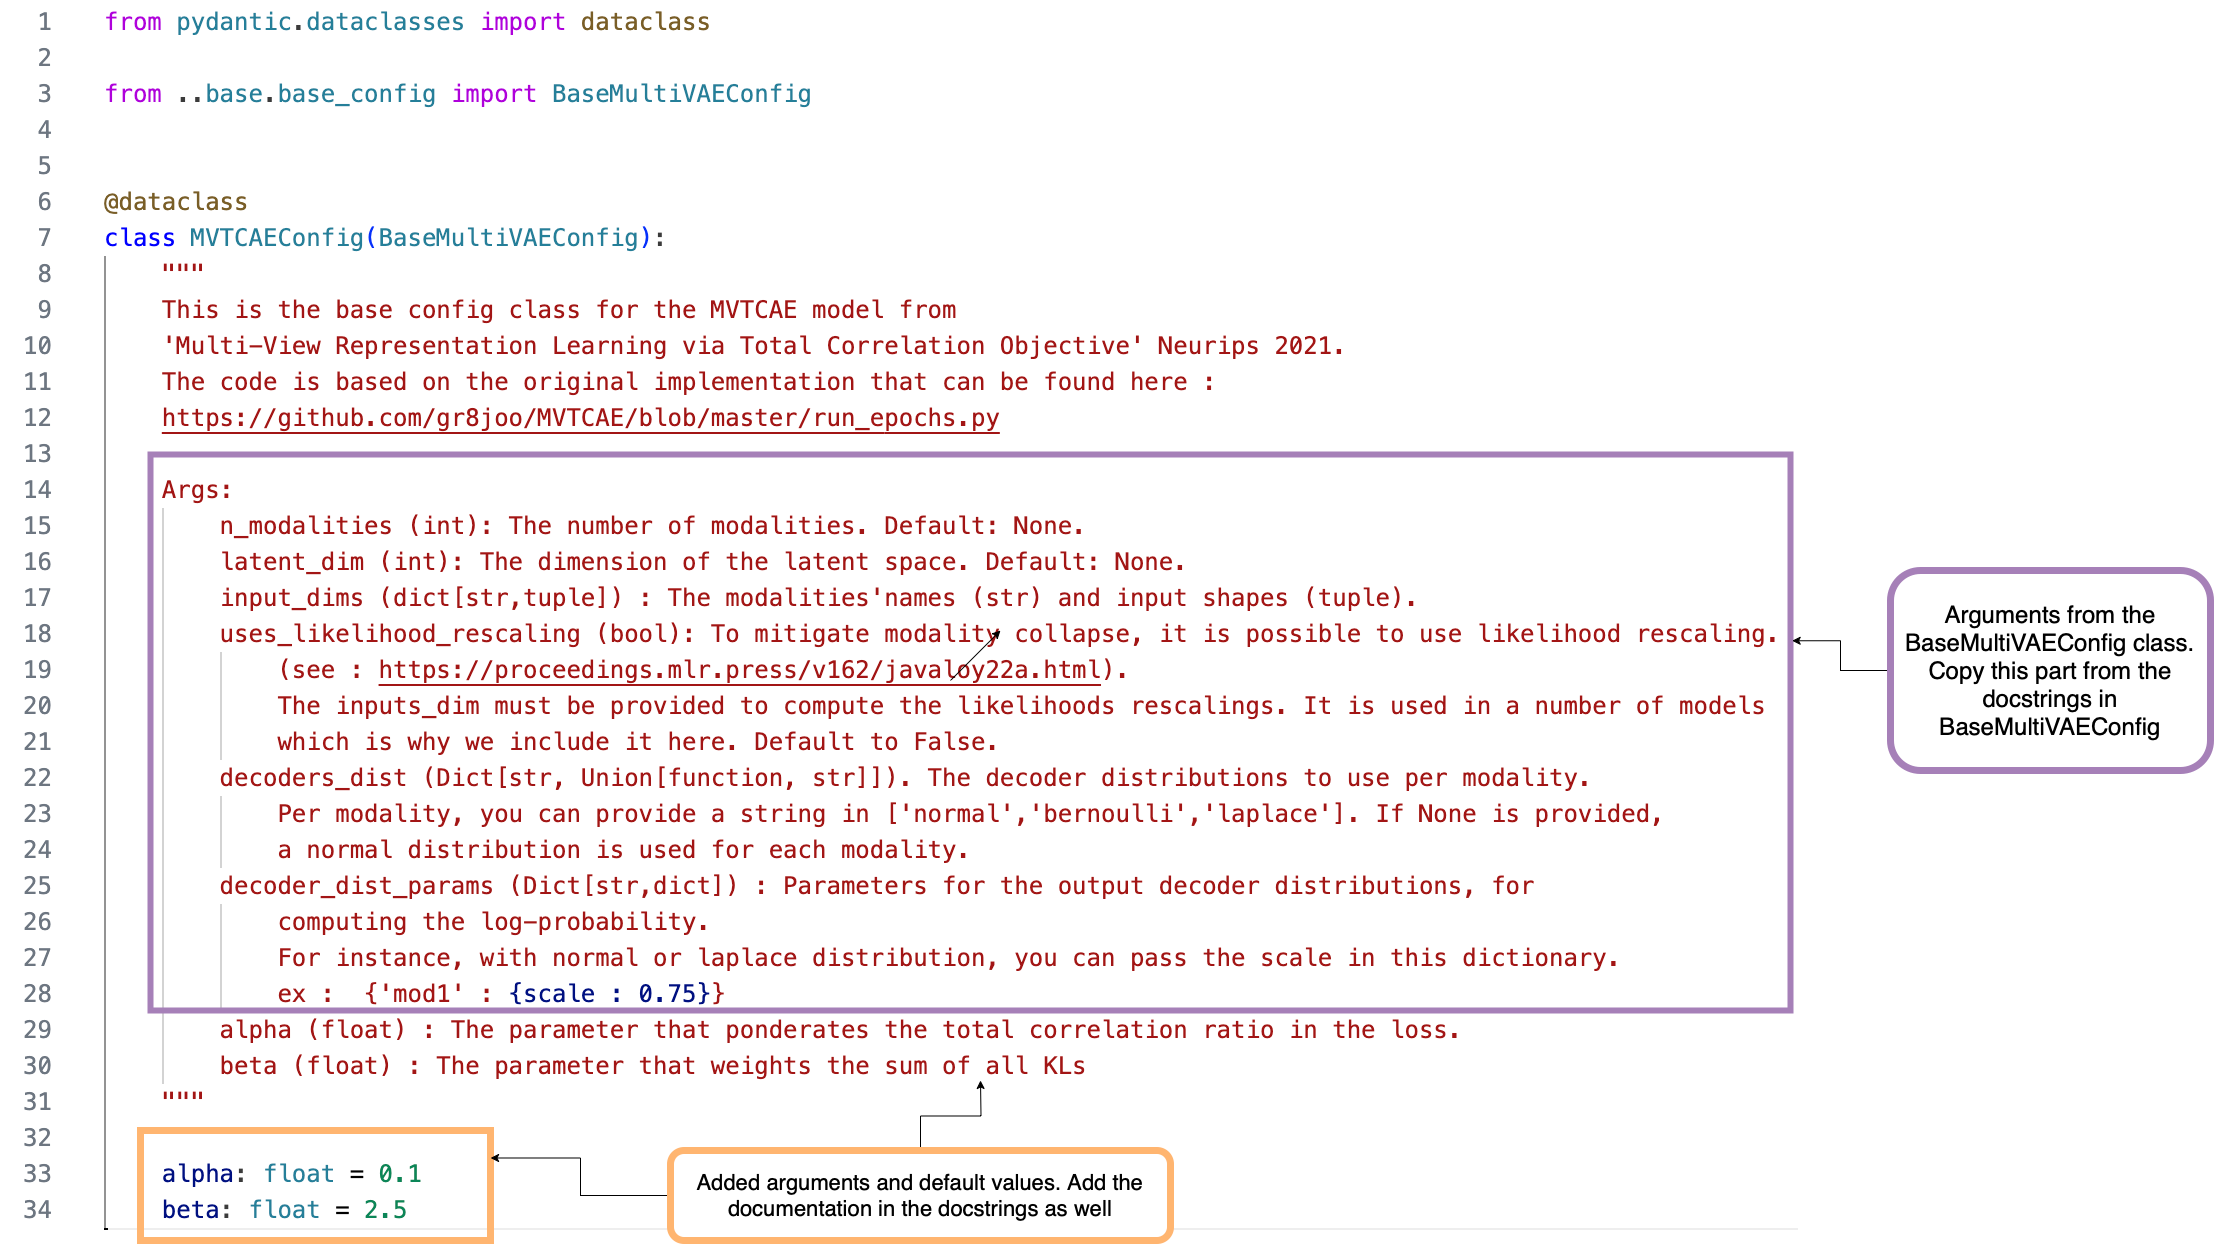 1 from pydantic.dataclasses import dataclass
2
3 from ..base.base_config import BaseMultiVAEConfig
4
5
6 @dataclass
7 class MVTCAEConfig(BaseMultiVAEConfig):
8 """
9 This is the base config class for the MVTCAE model from
10 'Multi-View Representation Learning via Total Correlation Objective' Neurips 2021.
11 The code is based on the original implementation that can be found here :
12 https://github.com/gr8joo/MVTCAE/blob/master/run_epochs.py
13
14 Args:
15 n_modalities (int): The number of modalities. Default: None.
16 latent_dim (int): The dimension of the latent space. Default: None.
17 input_dims (dict[str,tuple]) : The modalities'names (str) and input shapes (tuple).
18 uses_likelihood_rescaling (bool): To mitigate modality collapse, it is possible to use likelihood rescaling.
19 (see : https://proceedings.mlr.press/v162/javaloy22a.html).
20 The inputs_dim must be provided to compute the likelihoods rescalings. It is used in a number of models
21 which is why we include it here. Default to False.
22 decoders_dist (Dict[str, Union[function, str]]). The decoder distributions to use per modality.
23 Per modality, you can provide a string in ['normal','bernoulli','laplace']. If None is provided,
24 a normal distribution is used for each modality.
25 decoder_dist_params (Dict[str,dict]) : Parameters for the output decoder distributions, for
26 computing the log-probability.
27 For instance, with normal or laplace distribution, you can pass the scale in this dictionary.
28 ex :  {'mod1' : {scale : 0.75}}
29 alpha (float) : The parameter that ponderates the total correlation ratio in the loss.
30 beta (float) : The parameter that weights the sum of all KLs
31 """
32
33 alpha: float = 0.1
34 beta: float = 2.5
Arguments from the
BaseMultiVAEConfig class.
Copy this part from the
docstrings in
BaseMultiVAEConfig
Added arguments and default values. Add the
documentation in the docstrings as well